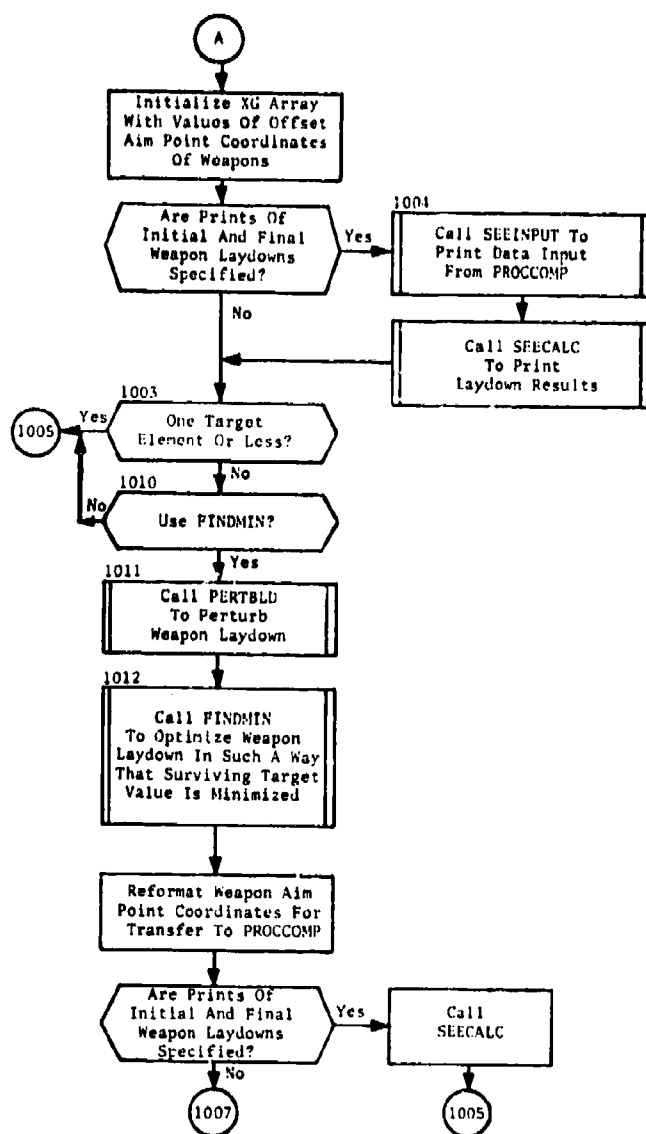 A
Initialize XG Array
With Values Of Offset
Aim Point Coordinates
Of Weapons
Are Prints Of
Initial And Final
Weapon Laydowns
Specified?
Yes
No
1004
Call SEEINPUT To
Print Data Input
From PROCCOMP
Call SEECALC
To Print
Laydown Results
1003
One Target
Element Or Less?
Yes
1005
No
1010
Use FINDMIN?
No
Yes
1011
Call PERTBLD
To Perturb
Weapon Laydown
1012
Call FINDMIN
To Optimize Weapon
Laydown In Such A Way
That Surviving Target
Value Is Minimized
Reformat Weapon Aim
Point Coordinates For
Transfer To PROCCOMP
Are Prints Of
Initial And Final
Weapon Laydowns
Specified?
Yes
Call
SEECALC
No
1007
1005